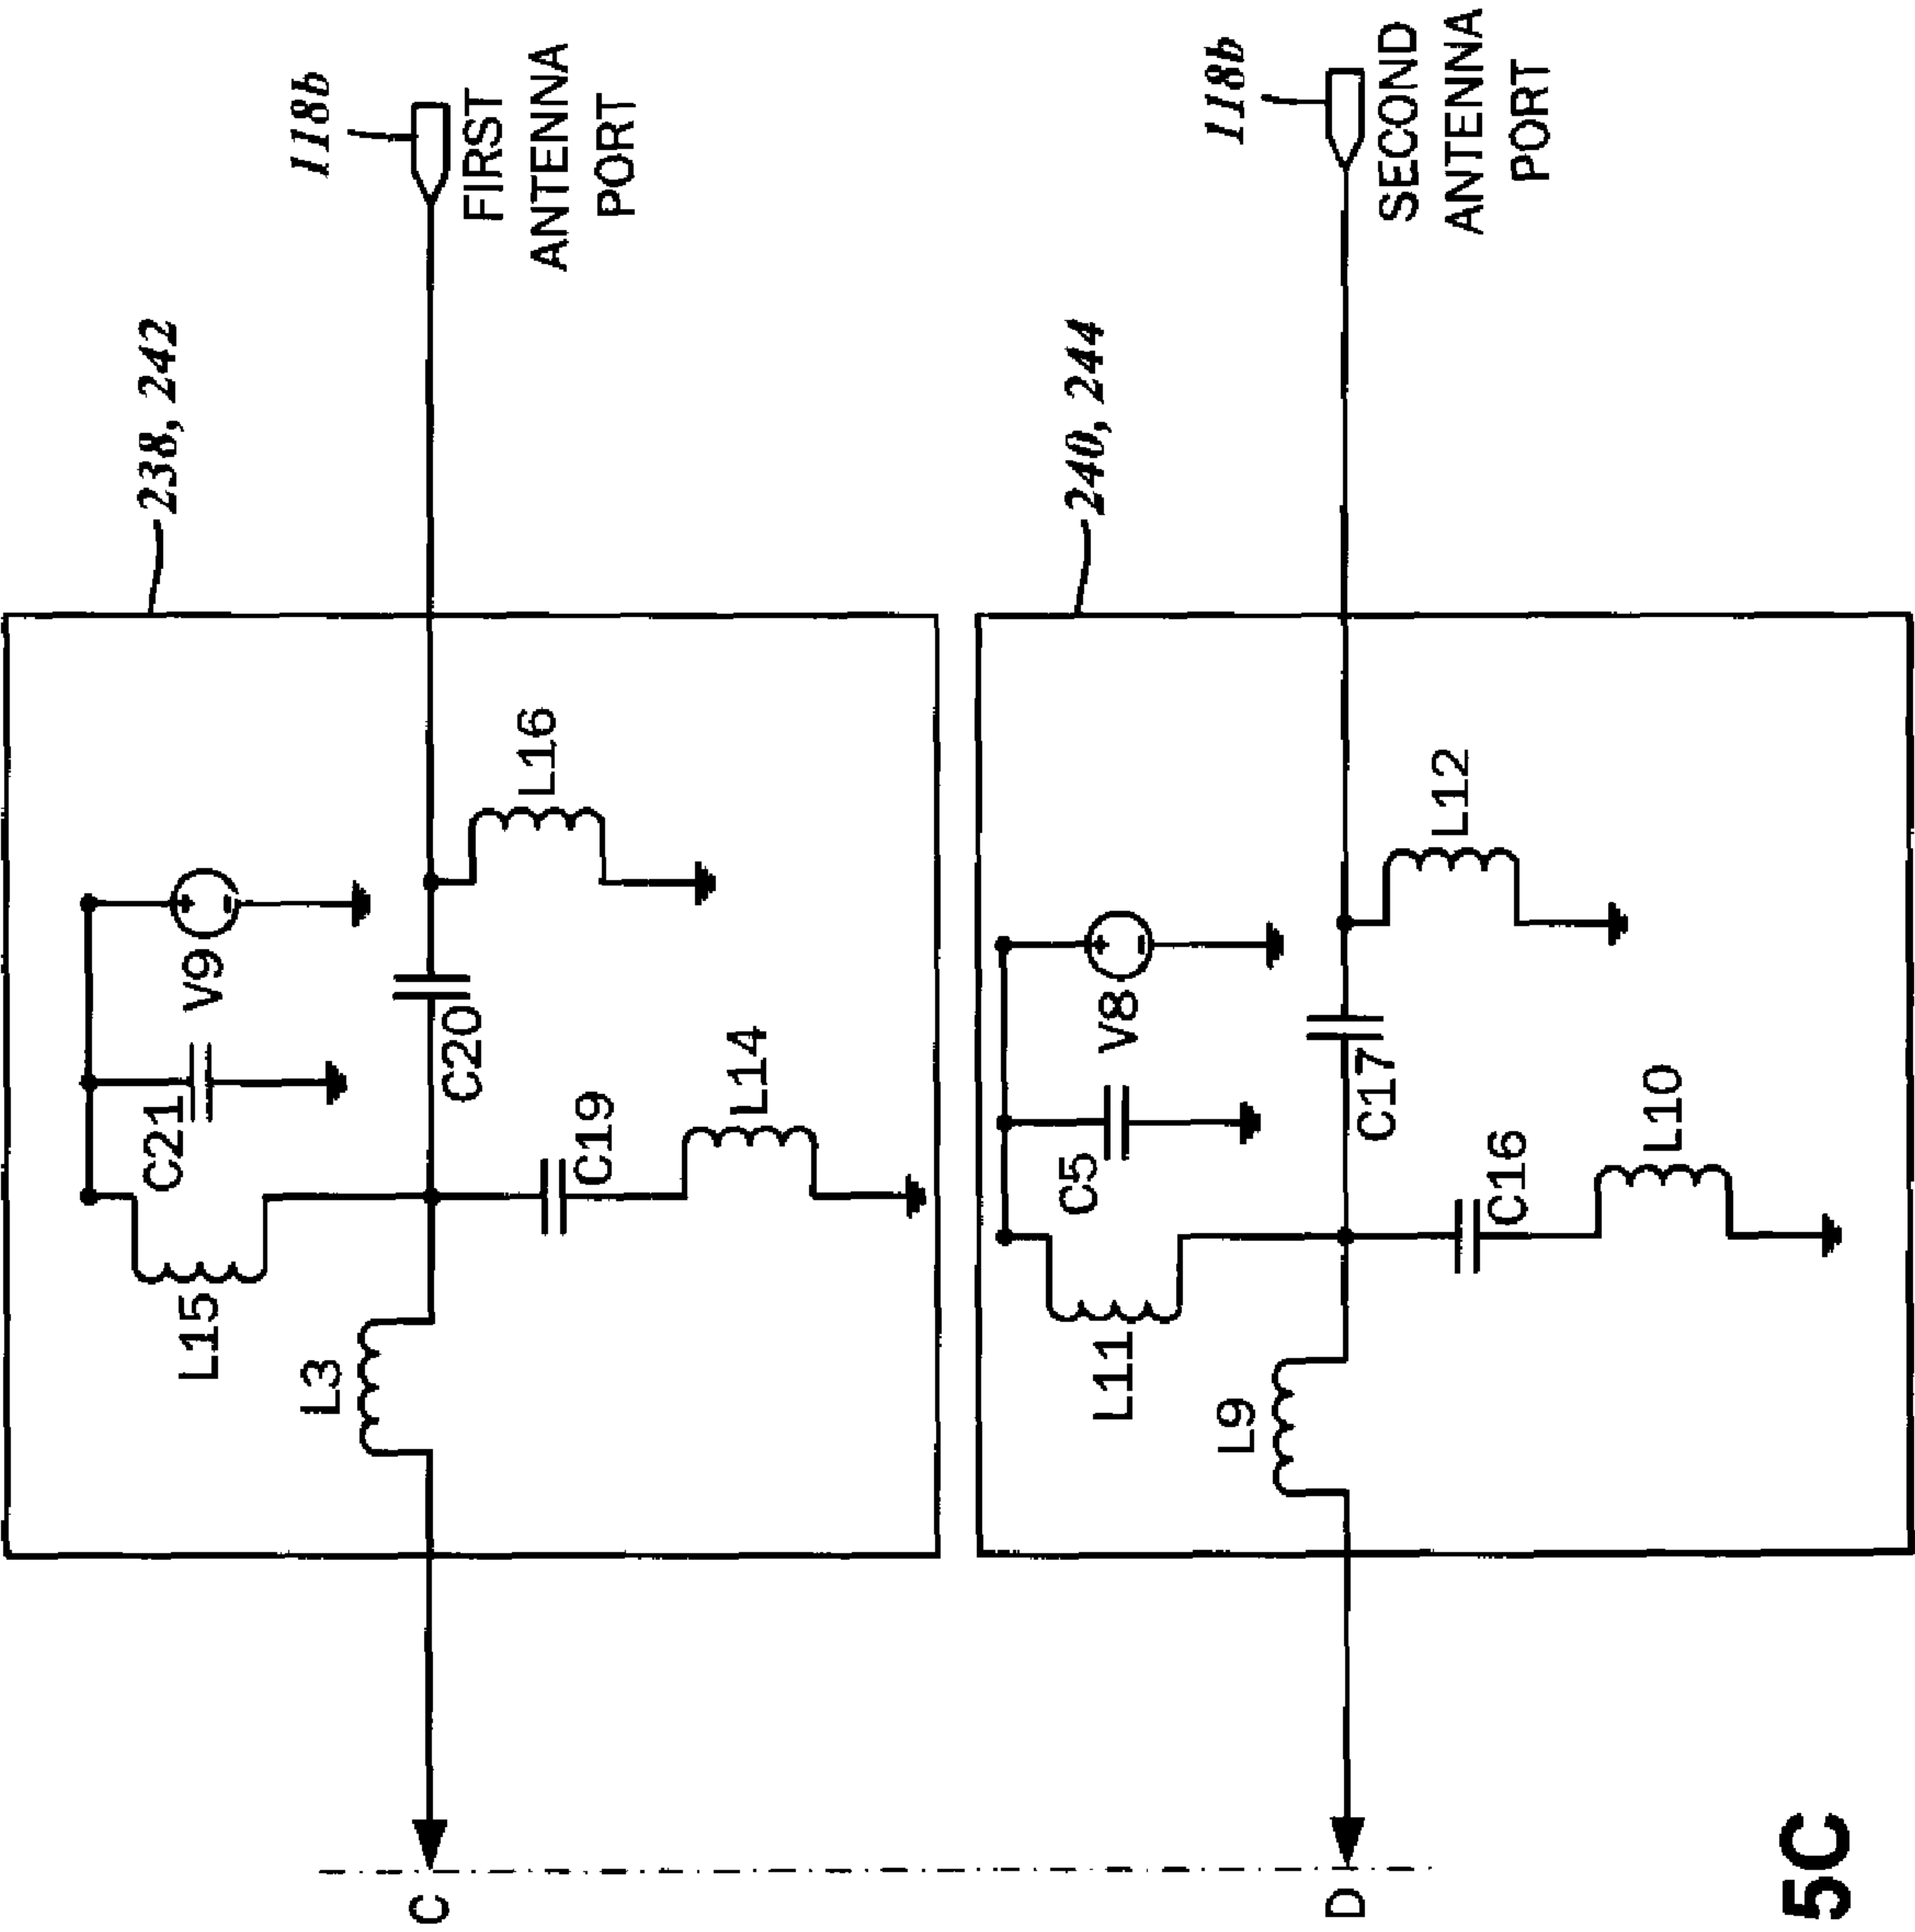 238, 242
118b
FIRST
ANTENNA
PORT
V9
C21
L15
L3
C20
L16
C19
L14
C
240, 244
118b
SECOND
ANTENNA
PORT
V8
C5
L11
L9
C17
L12
C16
L10
D
5C